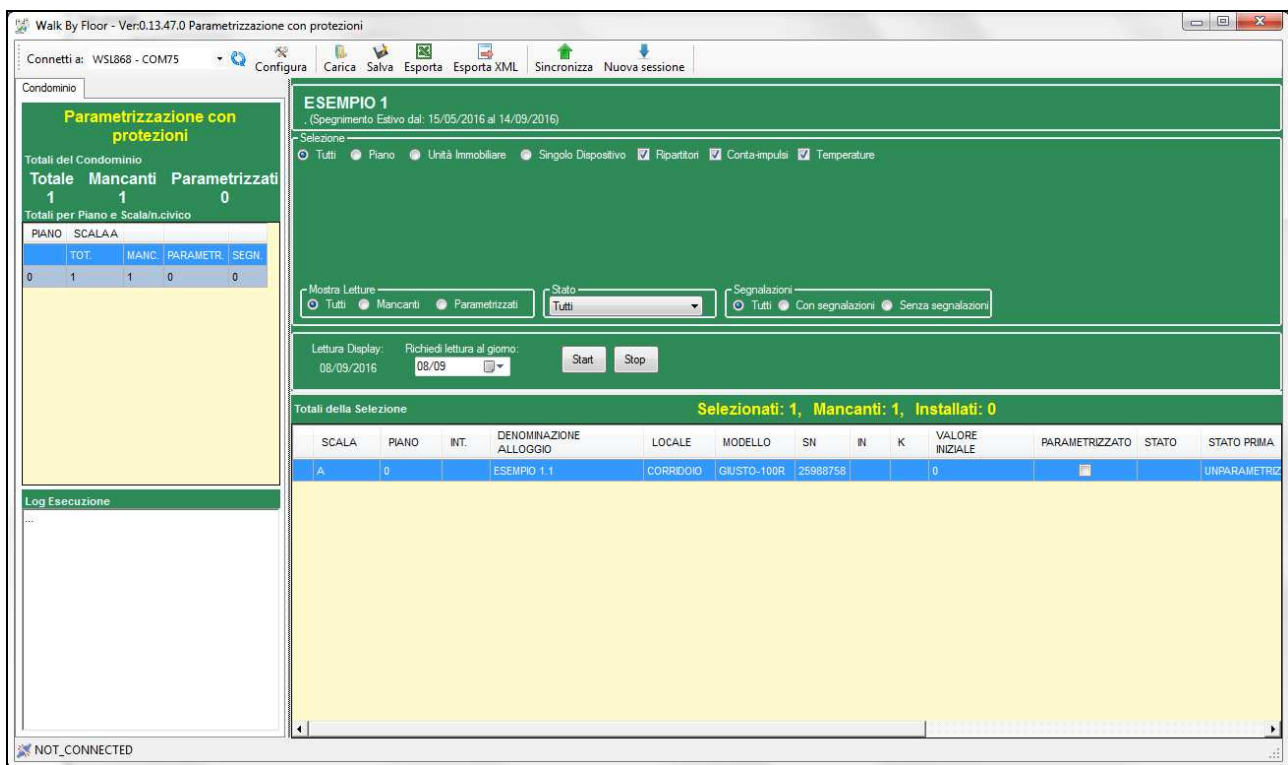 Walk By Floor - Ver:0.13.47.0 Parametrizzazione con protezioni
Connetti a: WSL868 - COM75 Configura Carica Salva Esporta Esporta XML Sincronizza Nuova sessione
Condominio
Parametrizzazione con
protezioni
Totali del Condominio
Totale Mancanti Parametrizzati
1 1 0
Totali per Piano e Scala/n.civico
PIANO SCALA A
TOT. MANC. PARAMETR. SEGN.
0 1 1 0 0
Log Esecuzione
...
ESEMPIO 1
. (Spegnimento Estivo dal: 15/05/2016 al 14/09/2016)
Selezione
Tutti Piano Unità Immobiliare Singolo Dispositivo Ripartitori Conta-impulsi Temperature
Mostra Letture
Tutti Mancanti Parametrizzati
Stato
Tutti
Segnalazioni
Tutti Con segnalazioni Senza segnalazioni
Lettura Display: Richiedi lettura al giorno:
08/09/2016 08/09 Start Stop
Totali della Selezione Selezionati: 1, Mancanti: 1, Installati: 0
SCALA PIANO INT. DENOMINAZIONE ALLOGGIO LOCALE MODELLO SN IN K VALORE INIZIALE PARAMETRIZZATO STATO STATO PRIMA
A 0 ESEMPIO 1.1 CORRIDOIO GIUSTO-100R 25988758 0 UNPARAMETRIZ
NOT_CONNECTED